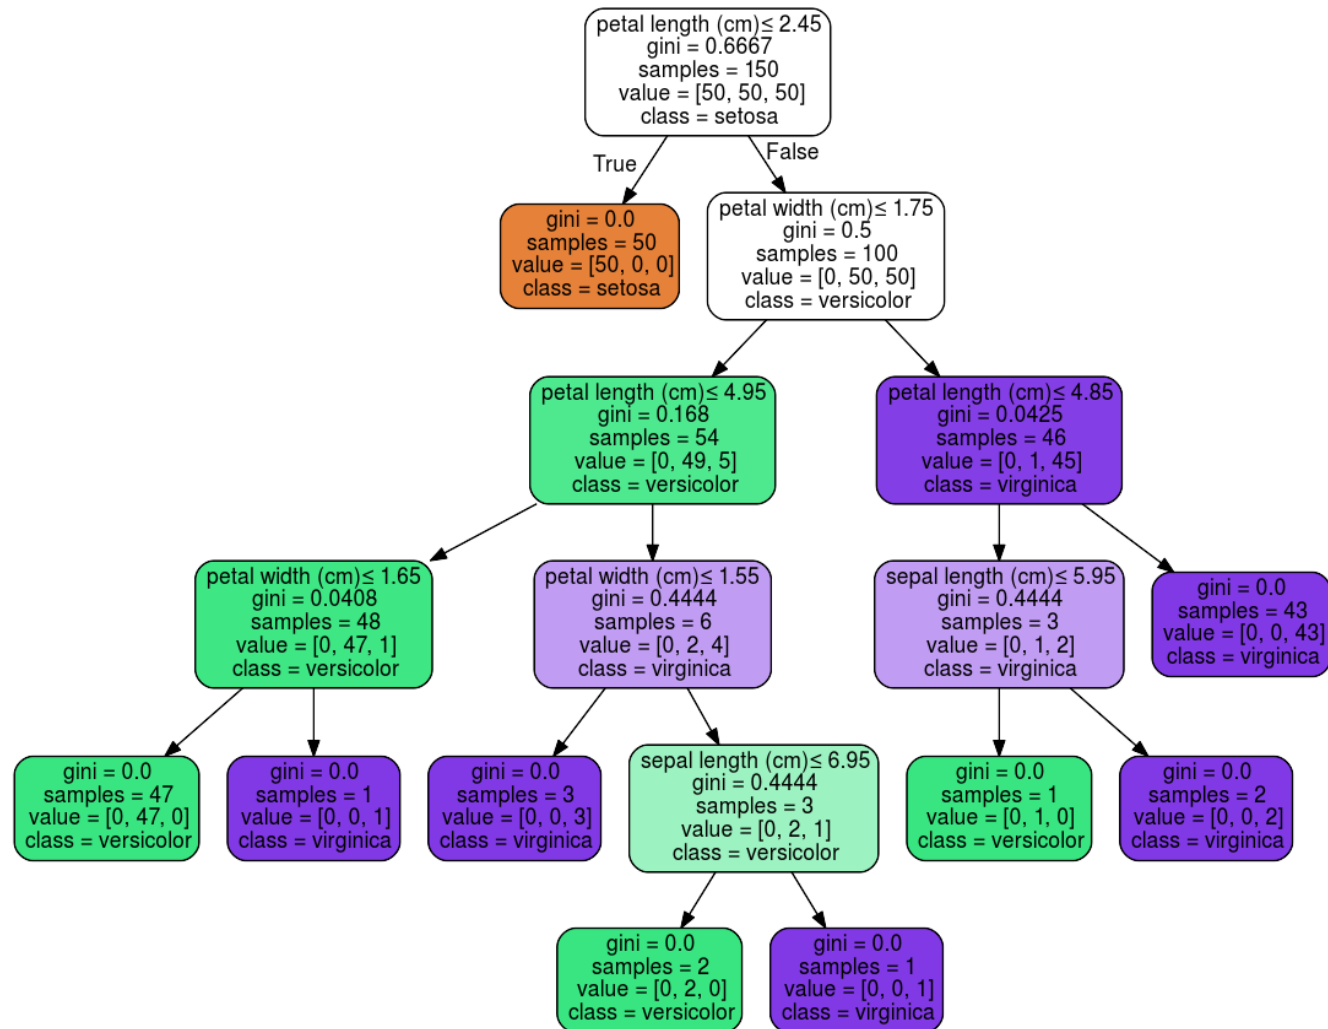 petal length (cm)≤ 2.45
gini = 0.6667
samples = 150
value = [50, 50, 50]
class = setosa
True
False
gini = 0.0
samples = 50
value = [50, 0, 0]
class = setosa
petal width (cm)≤ 1.75
gini = 0.5
samples = 100
value = [0, 50, 50]
class = versicolor
petal length (cm)≤ 4.95
gini = 0.168
samples = 54
value = [0, 49, 5]
class = versicolor
petal length (cm)≤ 4.85
gini = 0.0425
samples = 46
value = [0, 1, 45]
class = virginica
petal width (cm)≤ 1.65
gini = 0.0408
samples = 48
value = [0, 47, 1]
class = versicolor
petal width (cm)≤ 1.55
gini = 0.4444
samples = 6
value = [0, 2, 4]
class = virginica
sepal length (cm)≤ 5.95
gini = 0.4444
samples = 3
value = [0, 1, 2]
class = virginica
gini = 0.0
samples = 43
value = [0, 0, 43]
class = virginica
gini = 0.0
samples = 47
value = [0, 47, 0]
class = versicolor
gini = 0.0
samples = 1
value = [0, 0, 1]
class = virginica
gini = 0.0
samples = 3
value = [0, 0, 3]
class = virginica
sepal length (cm)≤ 6.95
gini = 0.4444
samples = 3
value = [0, 2, 1]
class = versicolor
gini = 0.0
samples = 1
value = [0, 1, 0]
class = versicolor
gini = 0.0
samples = 2
value = [0, 0, 2]
class = virginica
gini = 0.0
samples = 2
value = [0, 2, 0]
class = versicolor
gini = 0.0
samples = 1
value = [0, 0, 1]
class = virginica